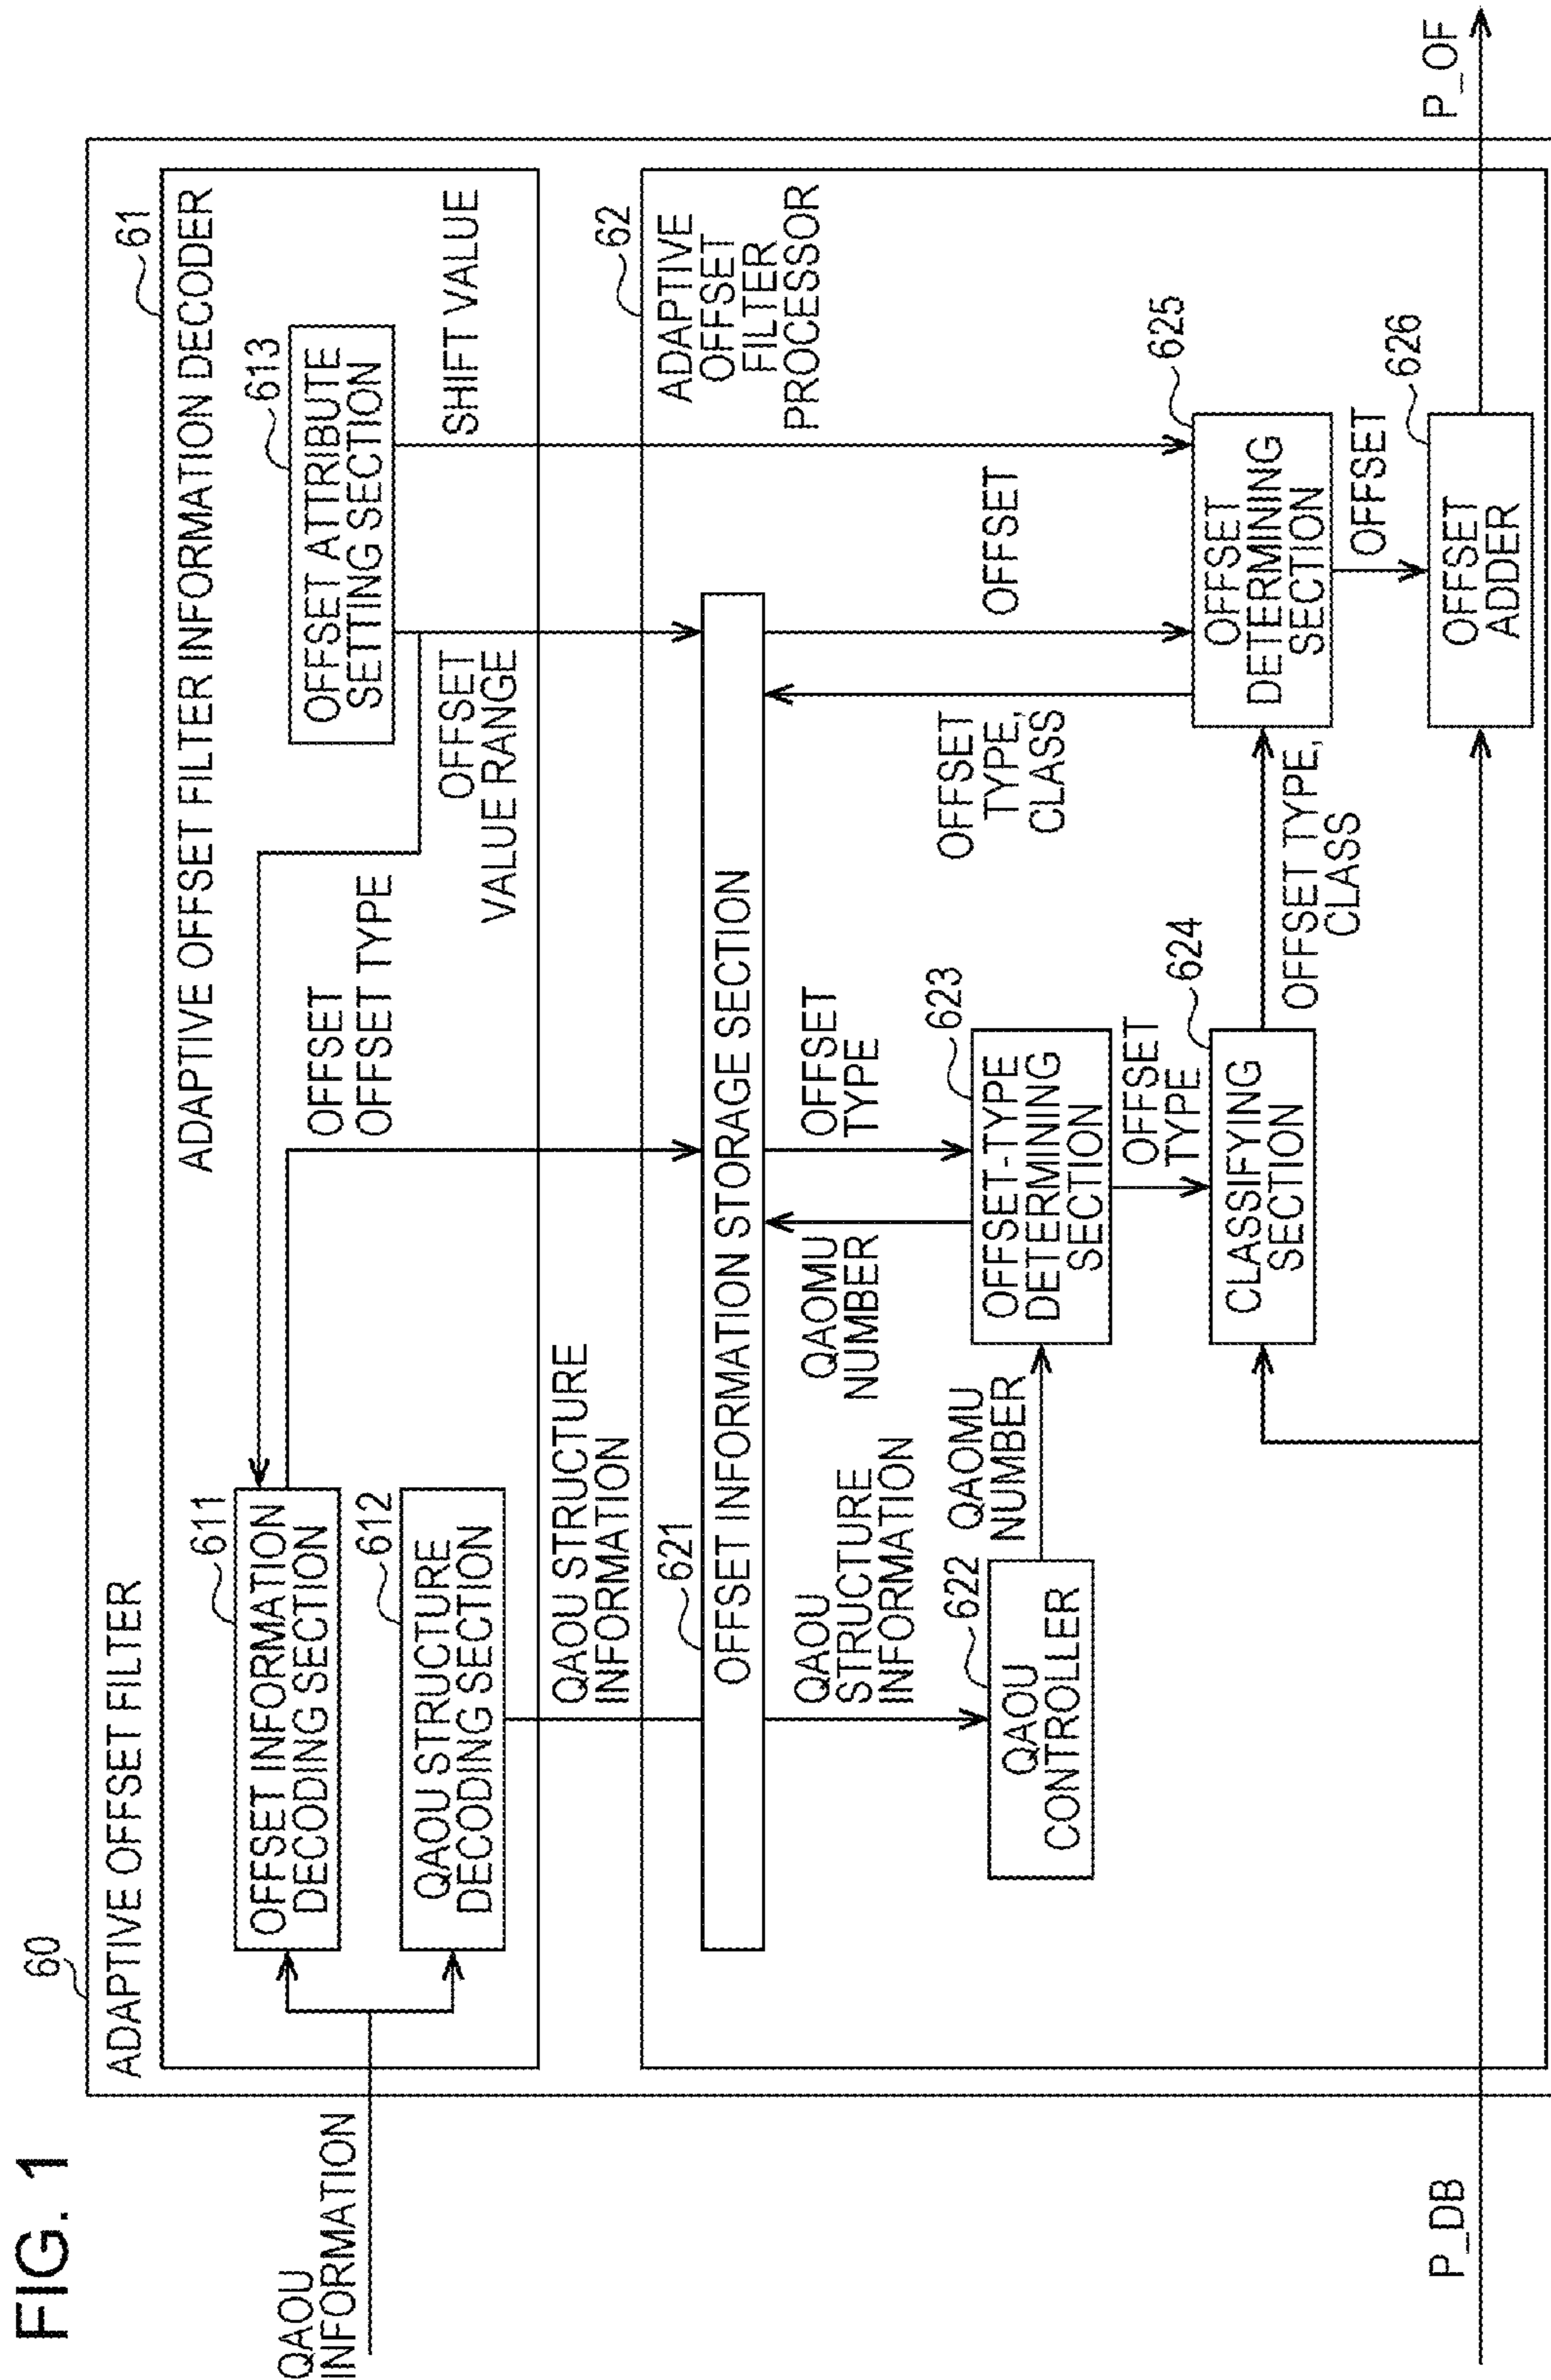 FIG. 1
60
ADAPTIVE OFFSET FILTER
61
ADAPTIVE OFFSET FILTER INFORMATION DECODER
QAOU
INFORMATION
611
OFFSET INFORMATION
DECODING SECTION
612
QAOU STRUCTURE
DECODING SECTION
613
OFFSET ATTRIBUTE
SETTING SECTION
OFFSET
OFFSET TYPE
OFFSET
VALUE RANGE
SHIFT VALUE
QAOU STRUCTURE
INFORMATION
62
ADAPTIVE
OFFSET
FILTER
PROCESSOR
621
OFFSET INFORMATION STORAGE SECTION
QAOU
STRUCTURE
INFORMATION
QAOMU
NUMBER
OFFSET
TYPE
OFFSET
TYPE,
CLASS
OFFSET
622
QAOU
CONTROLLER
QAOMU
NUMBER
623
OFFSET-TYPE
DETERMINING
SECTION
OFFSET
TYPE
624
CLASSIFYING
SECTION
OFFSET TYPE,
CLASS
625
OFFSET
DETERMINING
SECTION
OFFSET
626
OFFSET
ADDER
P_DB
P_OF